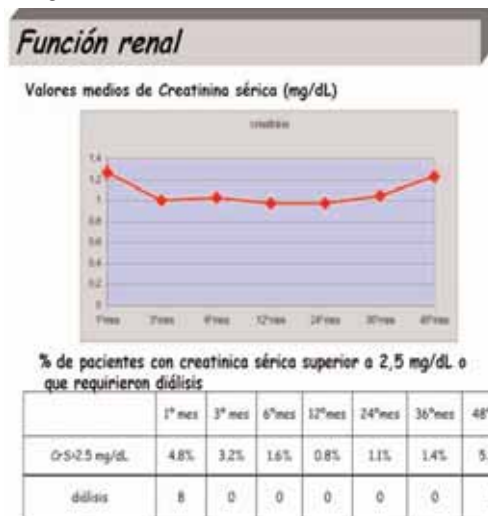 Función renal
Valores medios de Creatinina sérica (mg/dL)
creatinina
1,4
1,2
1
0,8
0,6
0,4
0,2
0
1ºmes 3ºmes 6ºmes 12ºmes 24ºmes 36ºmes 48ºmes
% de pacientes con creatinica sérica superior a 2,5 mg/dL o
que requirieron diálisis
1º mes 3º mes 6ºmes 12ºmes 24ºmes 36ºmes 48º
CrS>2.5 mg/dL 4.8% 3.2% 1.6% 0.8% 1.1% 1.4% 5.
diálisis 8 0 0 0 0 0